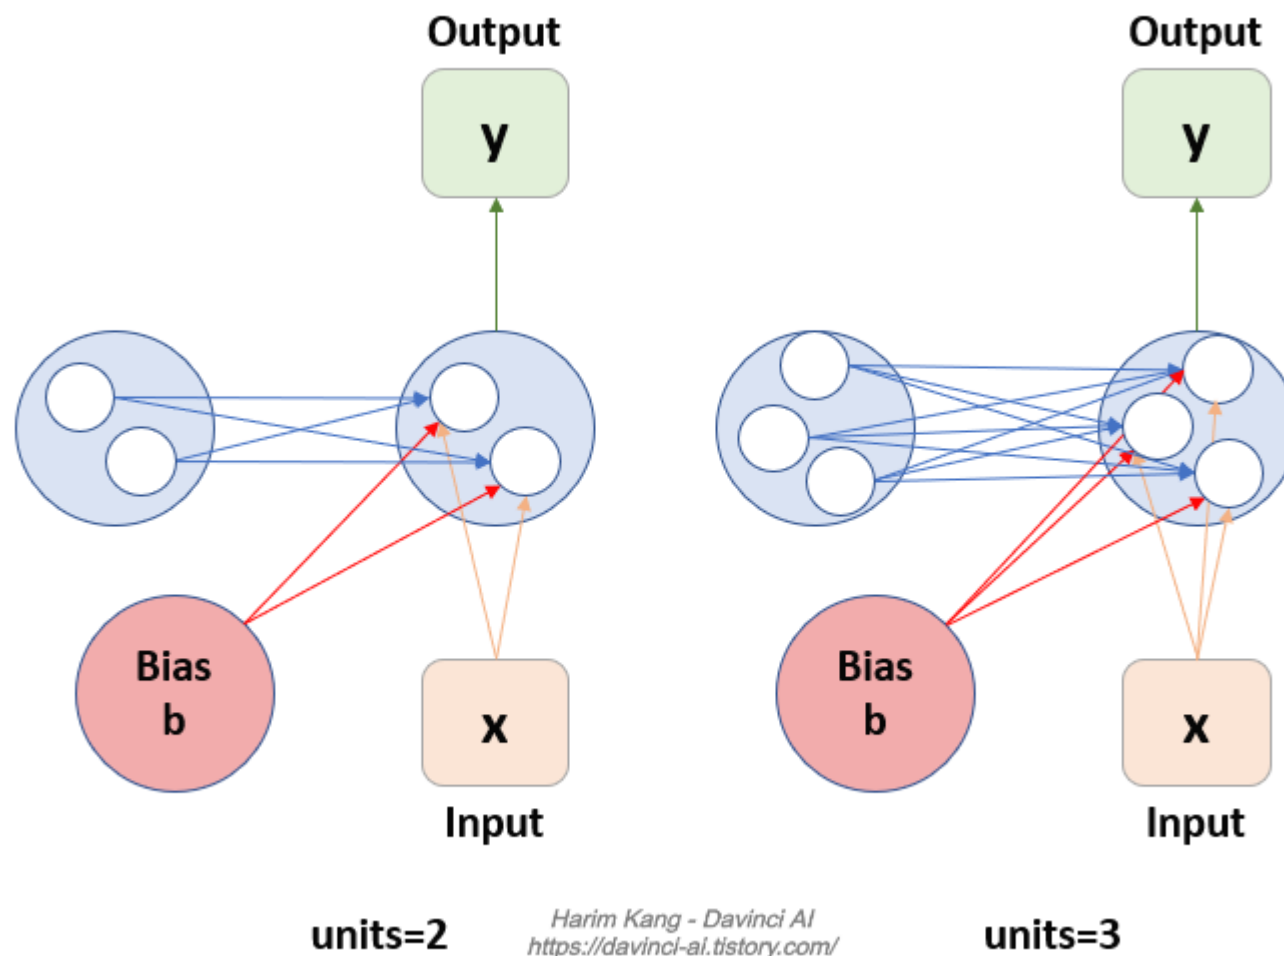 Output
y
Bias
b
x
Input
units=2
Output
y
Bias
b
x
Input
units=3
Harim Kang - Davinci AI
https://davinci-ai.tistory.com/